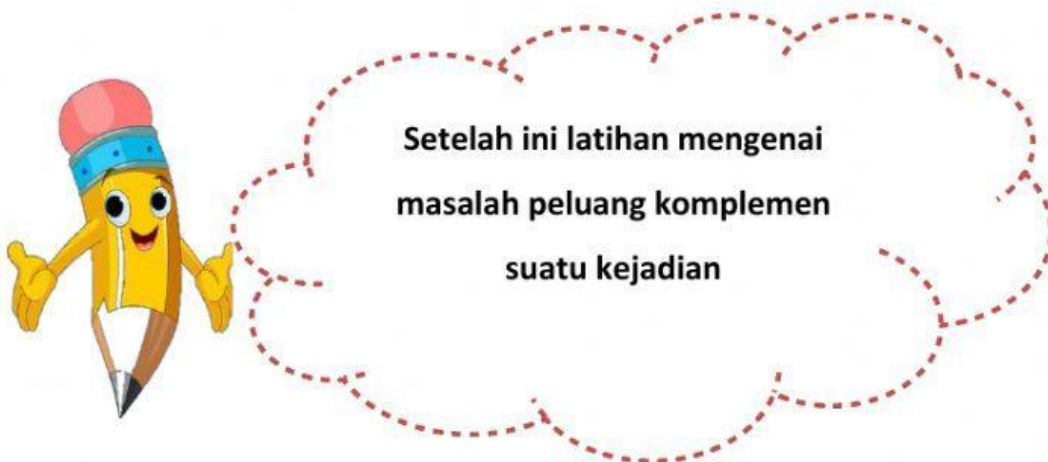 Setelah ini latihan mengenai
masalah peluang komplemen
suatu kejadian